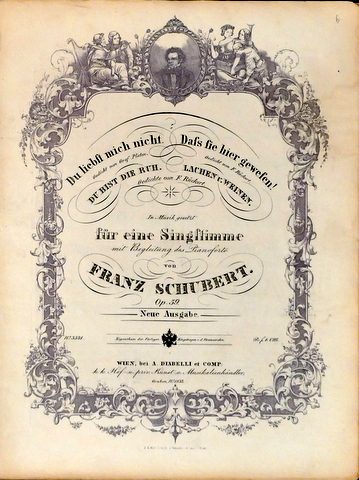 6
Du liebst mich nicht. Daſs ſie hier geweſen!
Gedicht von Graf Platen. Gedicht von F. Rückert.
DU BIST DIE RUH. LACHEN u. WEINEN.
Gedichte von F. Rückert
In Musik gesetzt
für eine Singſtimme
mit Begleitung des Pianoforte
von
FRANZ SCHUBERT.
Op. 59.
Neue Ausgabe.
Eigenthum der Verleger.
WIEN, bei A. DIABELLI et COMP.
k. k. Hof- u. priv. Kunst- u. Musikalienhändler,
Graben,